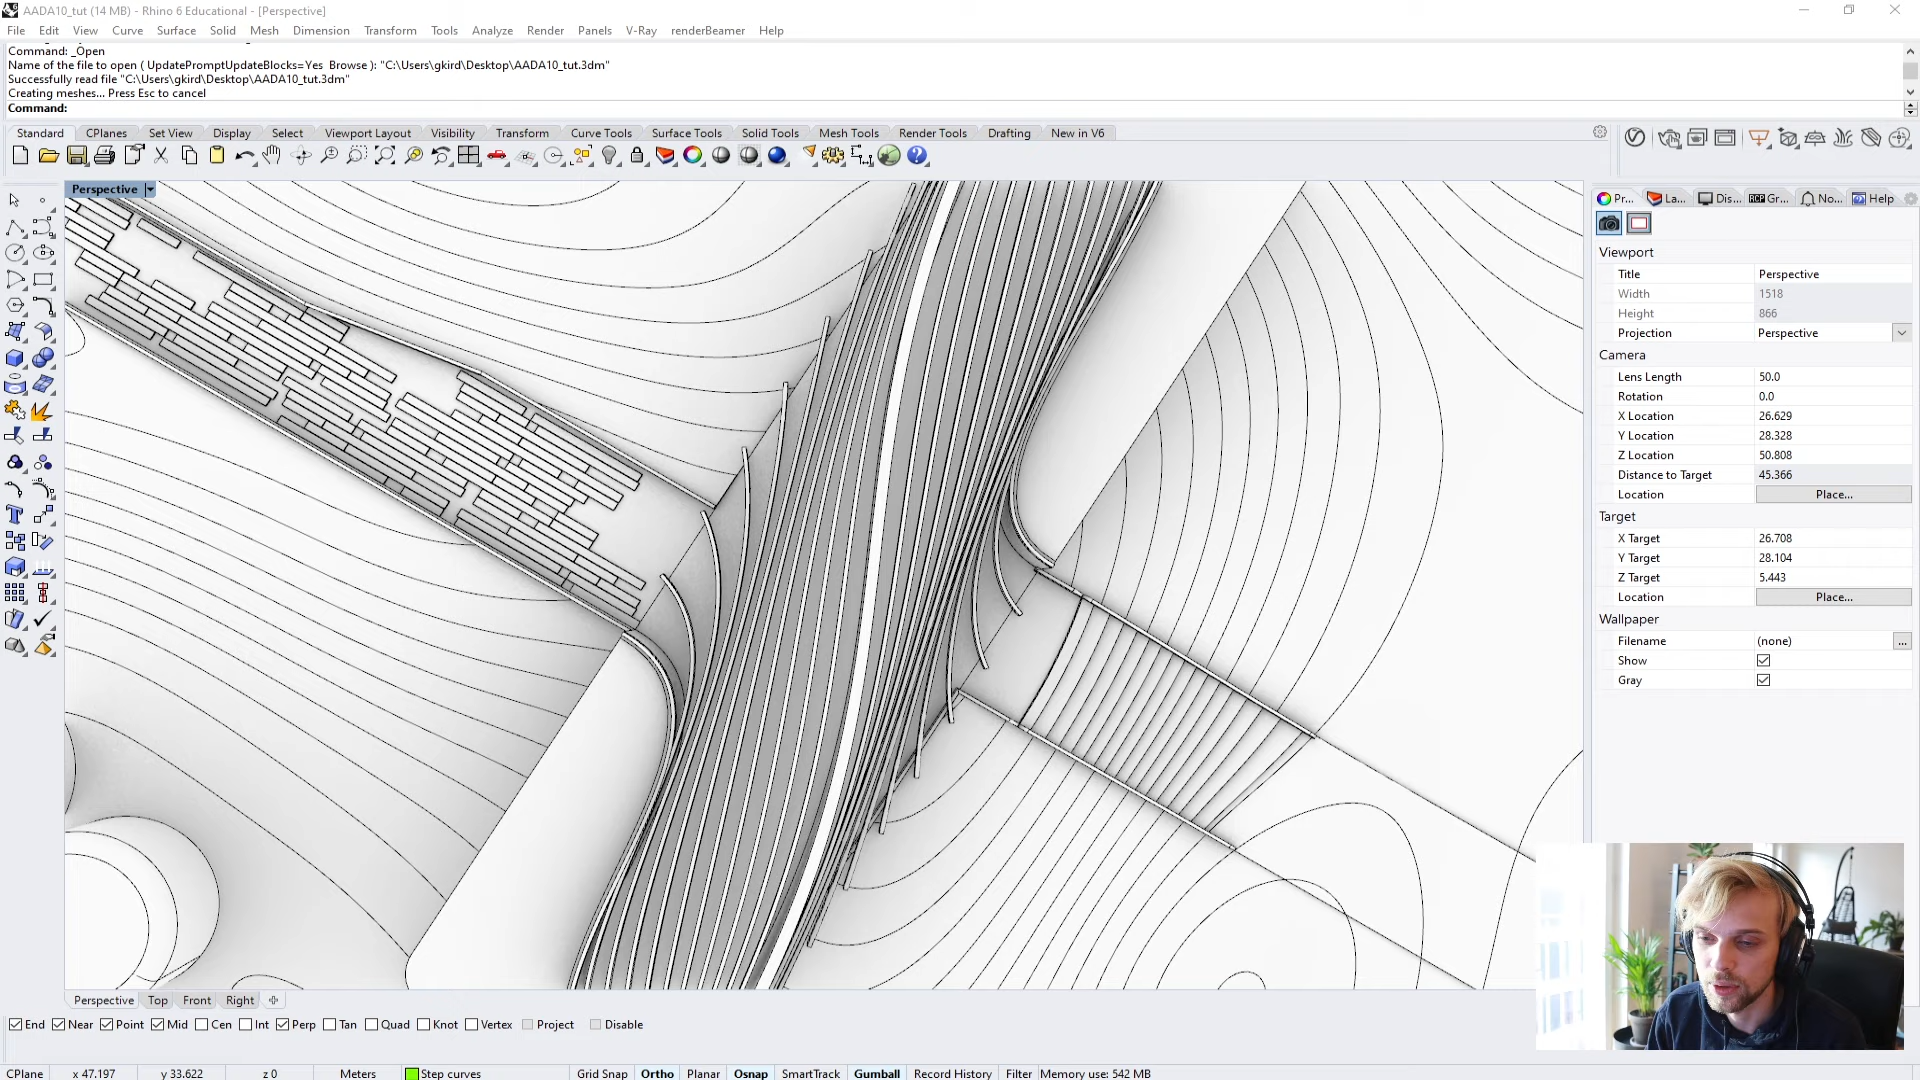 AADA10_tut (14 MB) - Rhino 6 Educational - [Perspective]
File Edit View Curve Surface Solid Mesh Dimension Transform Tools Analyze Render Panels V-Ray renderBeamer Help
Command: _Open
Name of the file to open ( UpdatePromptUpdateBlocks=Yes Browse ): "C:\Users\gkird\Desktop\AADA10_tut.3dm"
Successfully read file "C:\Users\gkird\Desktop\AADA10_tut.3dm"
Creating meshes... Press Esc to cancel
Command:
Standard CPlanes Set View Display Select Viewport Layout Visibility Transform Curve Tools Surface Tools Solid Tools Mesh Tools Render Tools Drafting New in V6
Perspective
Pr... La... Dis... RCP Gr... No... Help
Viewport
Title Perspective
Width 1518
Height 866
Projection Perspective
Camera
Lens Length 50.0
Rotation 0.0
X Location 26.629
Y Location 28.328
Z Location 50.808
Distance to Target 45.366
Location Place...
Target
X Target 26.708
Y Target 28.104
Z Target 5.443
Location Place...
Wallpaper
Filename (none) ...
Show
Gray
Perspective Top Front Right
End Near Point Mid Cen Int Perp Tan Quad Knot Vertex Project Disable
CPlane x 47.197 y 33.622 z 0 Meters Step curves Grid Snap Ortho Planar Osnap SmartTrack Gumball Record History Filter Memory use: 542 MB